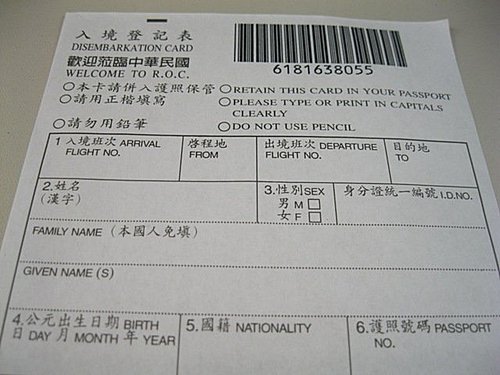 入境登記表
DISEMBARKATION CARD
歡迎蒞臨中華民國
WELCOME TO R.O.C.
6181638055
○本卡請併入護照保管 ○RETAIN THIS CARD IN YOUR PASSPORT
○請用正楷填寫 ○PLEASE TYPE OR PRINT IN CAPITALS
CLEARLY
○請勿用鉛筆 ○DO NOT USE PENCIL
1 入境班次 ARRIVAL 啓程地 出境班次 DEPARTURE 目的地
FLIGHT NO. FROM FLIGHT NO. TO
2.姓名 3.性別 SEX 身分證統一編號 I.D.NO.
(漢字) 男 M □
女 F □
FAMILY NAME (本國人免填)
GIVEN NAME (S)
4.公元出生日期 BIRTH 5.國籍 NATIONALITY 6.護照號碼 PASSPORT
日 DAY 月 MONTH 年 YEAR NO.